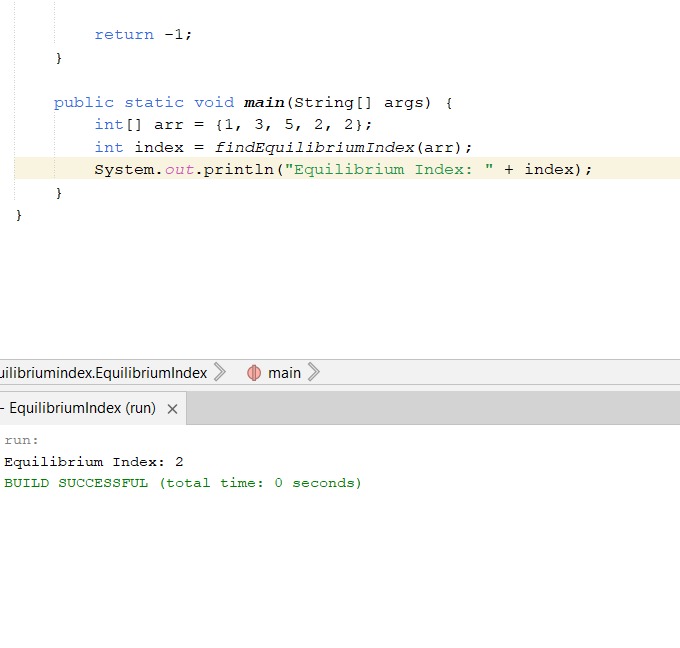 return -1;
}
public static void main(String[] args) {
int[] arr = {1, 3, 5, 2, 2};
int index = findEquilibriumIndex(arr);
System.out.println("Equilibrium Index: " + index);
}
}
uilibriumindex.EquilibriumIndex
main
- EquilibriumIndex (run) ×
run:
Equilibrium Index: 2
BUILD SUCCESSFUL (total time: 0 seconds)